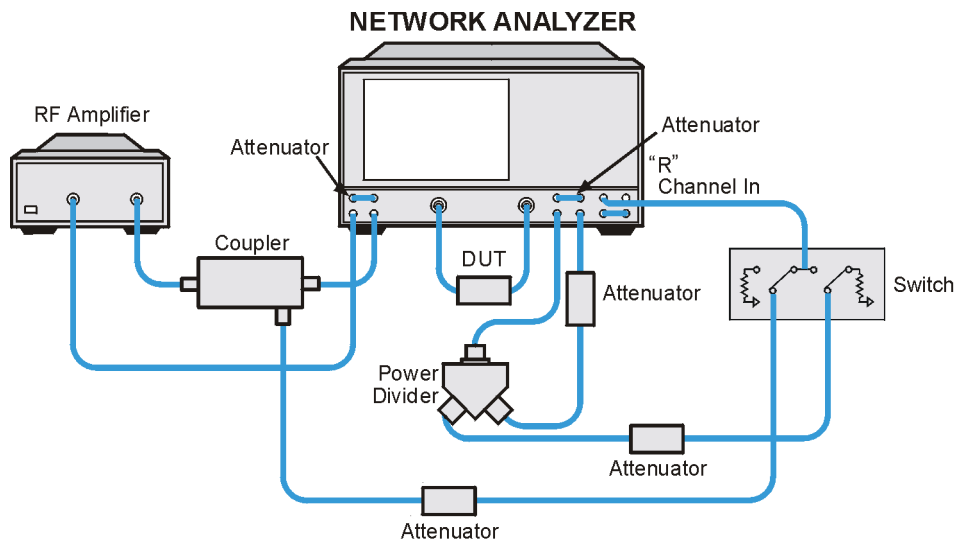 NETWORK ANALYZER
RF Amplifier
Attenuator
Attenuator
“R”
Channel In
Coupler
DUT
Attenuator
Switch
Power
Divider
Attenuator
Attenuator